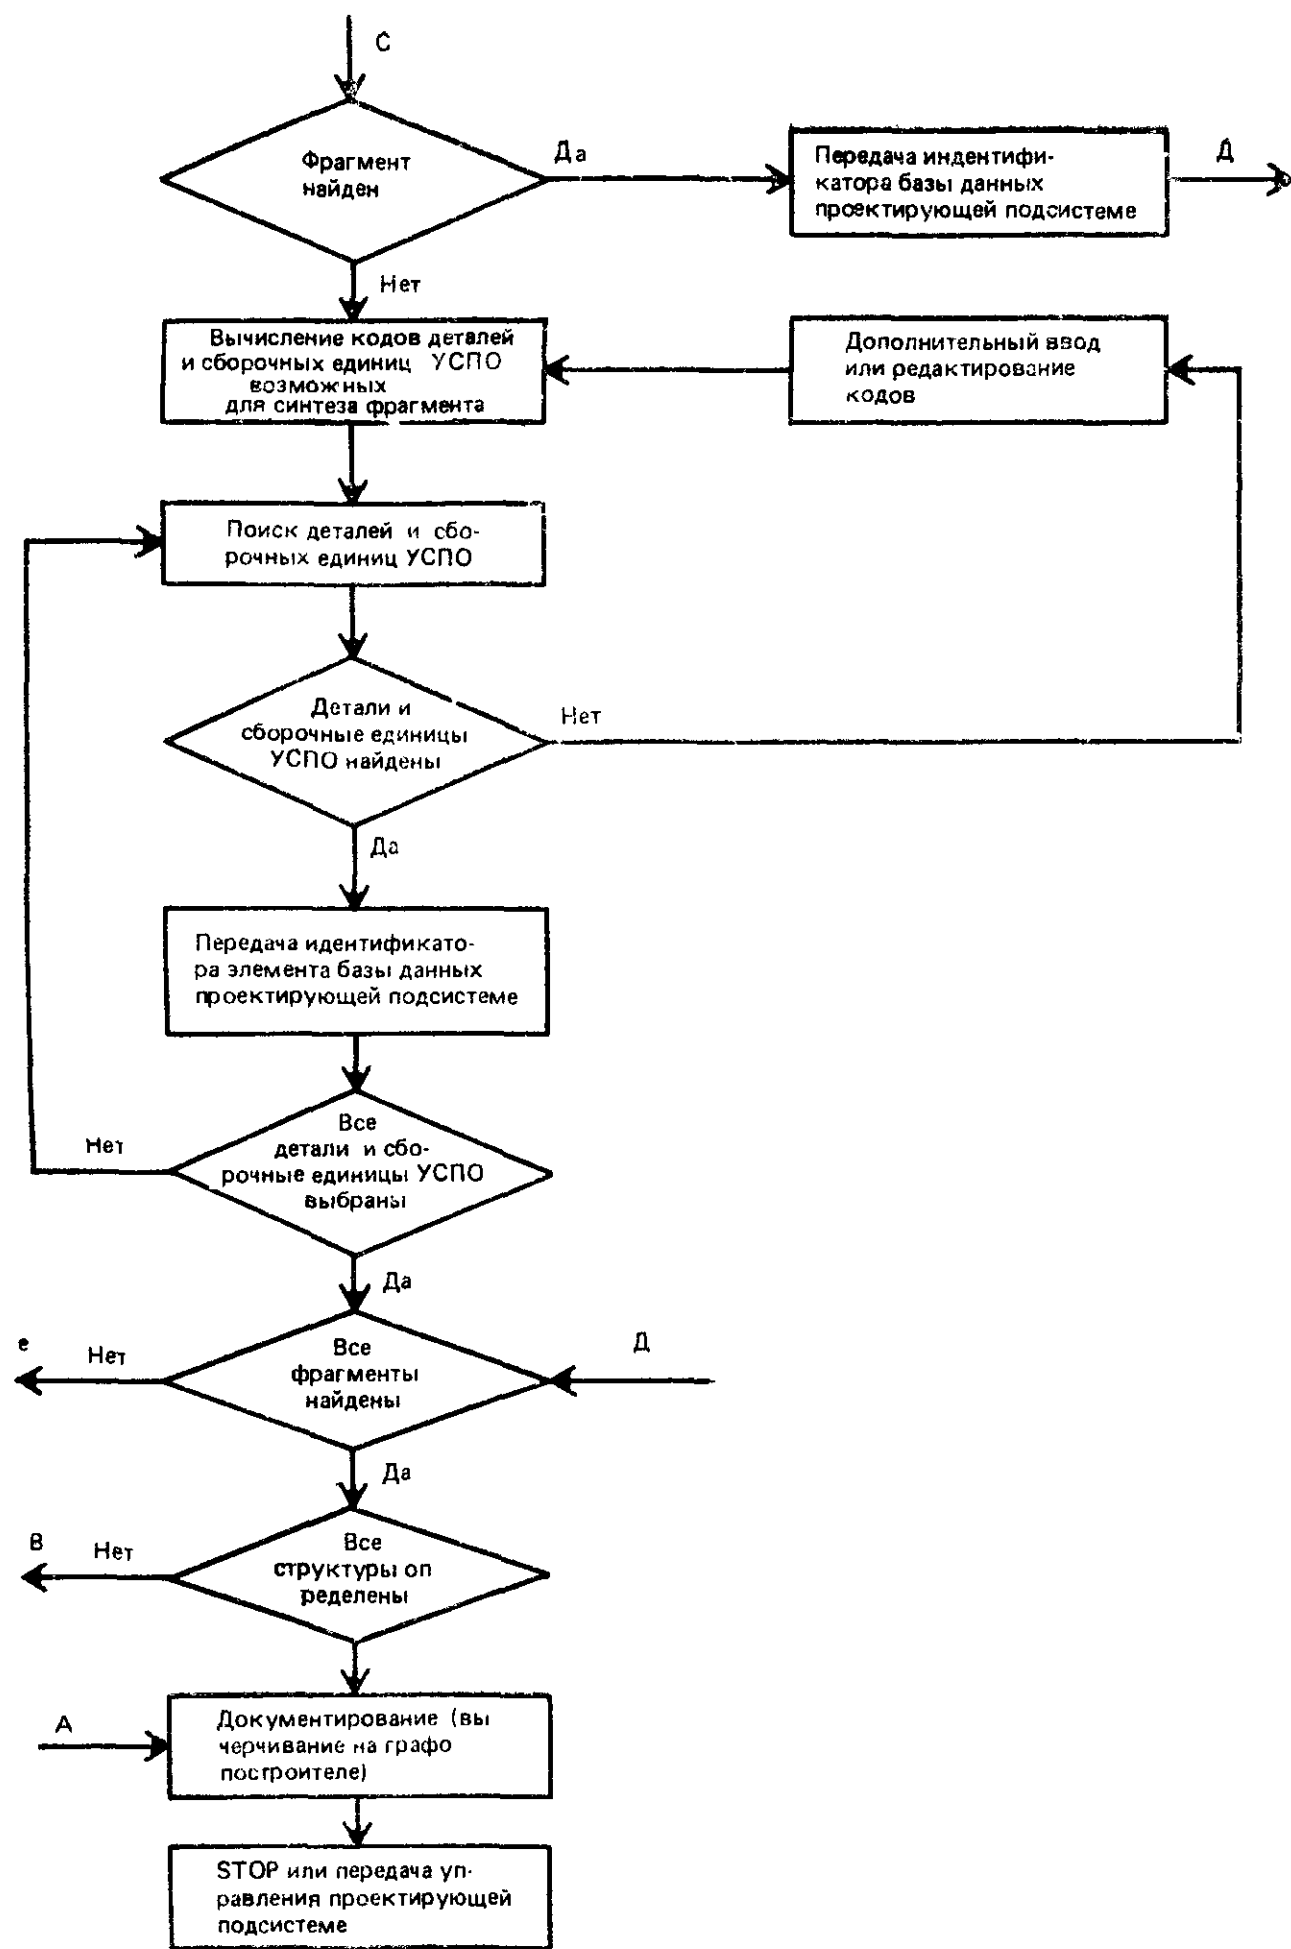 С
Фрагмент
найден
Да
Передача индентифи-
катора базы данных
проектирующей подсистеме
Д
Нет
Вычисление кодов деталей
и сборочных единиц УСПО
возможных
для синтеза фрагмента
Дополнительный ввод
или редактирование
кодов
Поиск деталей и сбо-
рочных единиц УСПО
Детали и
сборочные единицы
УСПО найдены
Нет
Да
Передача идентификато-
ра элемента базы данных
проектирующей подсистеме
Все
детали и сбо-
рочные единицы УСПО
выбраны
Нет
Да
е
Нет
Все
фрагменты
найдены
Д
Да
В
Нет
Все
структуры оп
ределены
А
Документирование (вы
черчивание на графо
построителе)
STOP или передача уп-
равления проектирующей
подсистеме